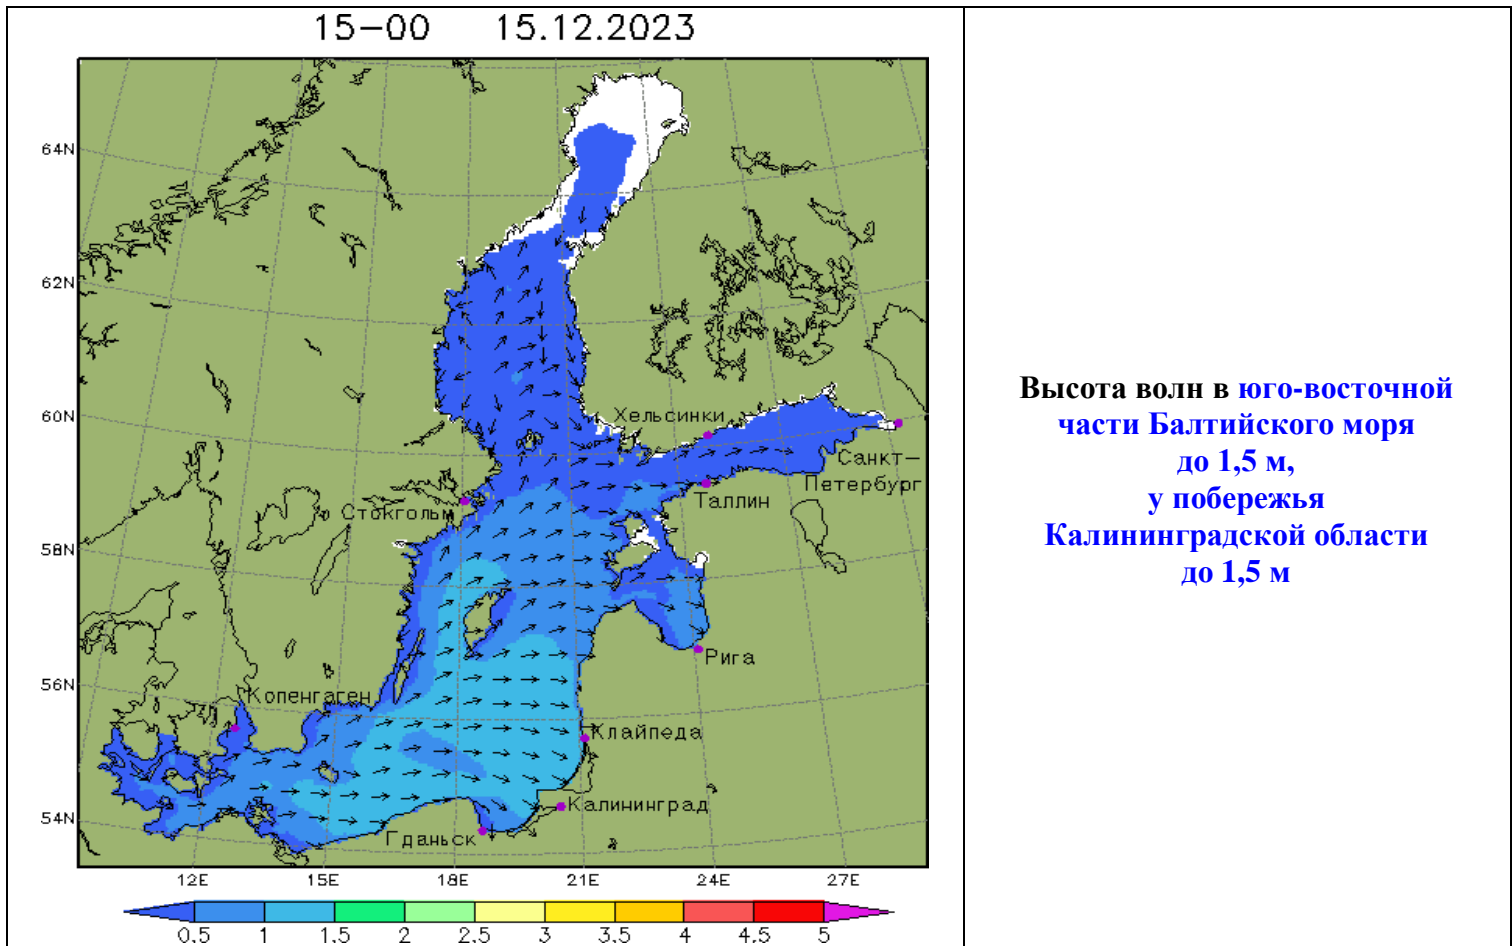 15-00 15.12.2023
64N
62N
60N
58N
56N
54N
Хельсинки
Санкт-
Петербург
Таллин
Стокгольм
Рига
Копенгаген
Клайпеда
Калининград
Гданьск
12E 15E 18E 21E 24E 27E
0.5 1 1.5 2 2.5 3 3.5 4 4.5 5
Высота волн в юго-восточной
части Балтийского моря
до 1,5 м,
у побережья
Калининградской области
до 1,5 м